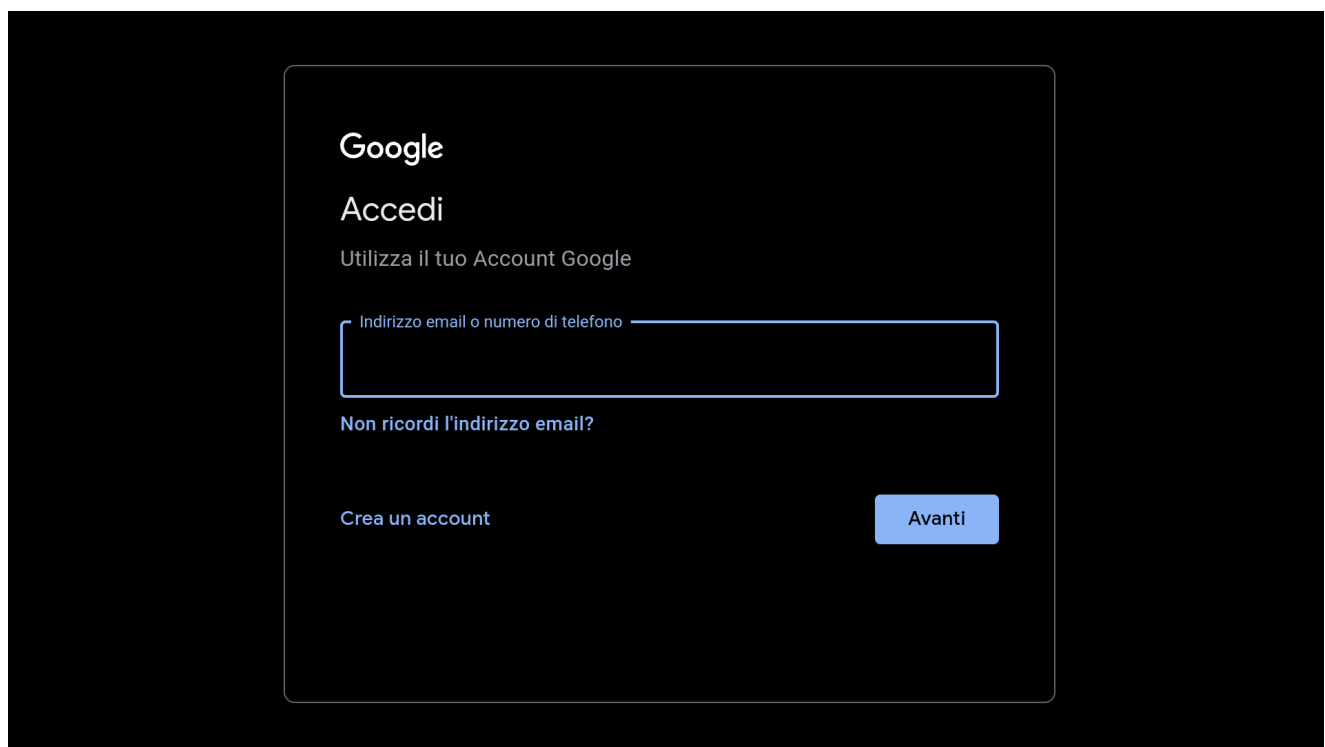 Google
Accedi
Utilizza il tuo Account Google
Indirizzo email o numero di telefono
Non ricordi l'indirizzo email?
Crea un account
Avanti